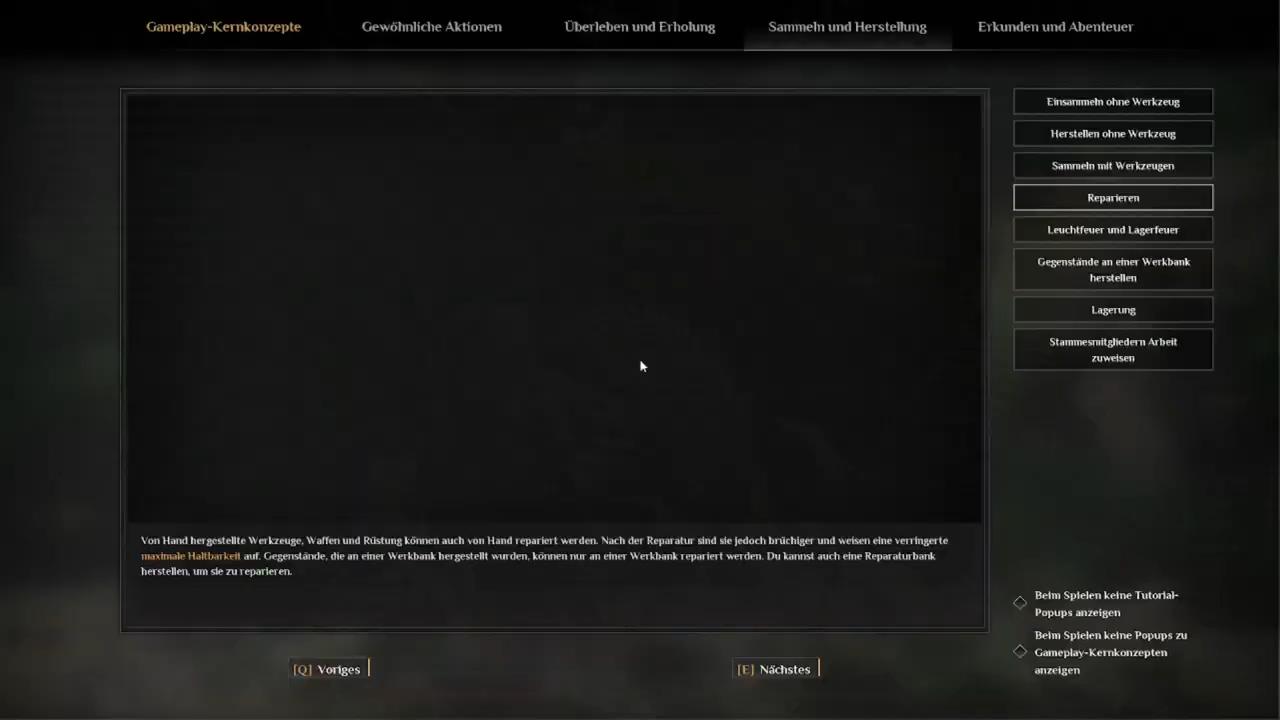 Gameplay-Kernkonzepte
Gewöhnliche Aktionen
Überleben und Erholung
Sammeln und Herstellung
Erkunden und Abenteuer
Einsammeln ohne Werkzeug
Herstellen ohne Werkzeug
Sammeln mit Werkzeugen
Reparieren
Leuchtfeuer und Lagerfeuer
Gegenstände an einer Werkbank
herstellen
Lagerung
Stammesmitgliedern Arbeit
zuweisen
Von Hand hergestellte Werkzeuge, Waffen und Rüstung können auch von Hand repariert werden. Nach der Reparatur sind sie jedoch brüchiger und weisen eine verringerte
maximale Haltbarkeit auf. Gegenstände, die an einer Werkbank hergestellt wurden, können nur an einer Werkbank repariert werden. Du kannst auch eine Reparaturbank
herstellen, um sie zu reparieren.
Beim Spielen keine Tutorial-
Popups anzeigen
Beim Spielen keine Popups zu
Gameplay-Kernkonzepten
anzeigen
[Q] Voriges
[E] Nächstes